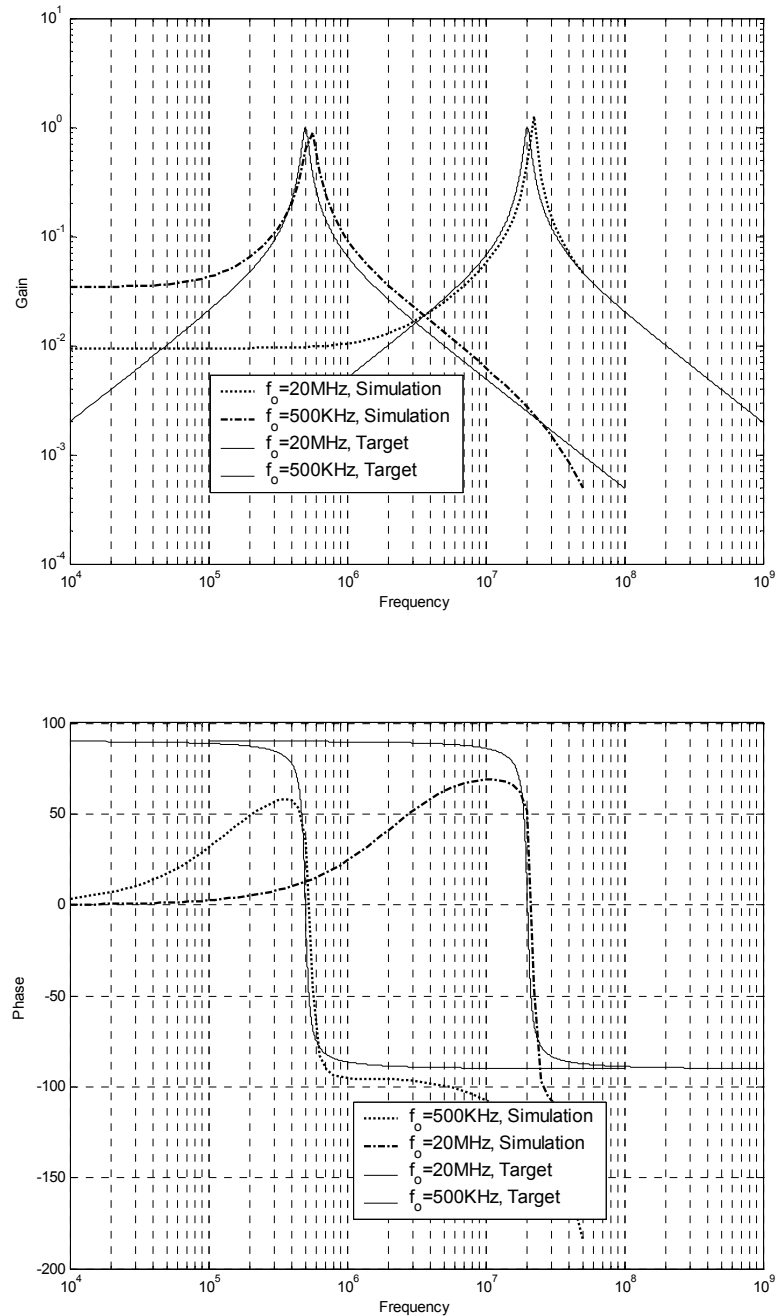 10^1
10^0
10^-1
Gain
10^-2
10^-3
10^-4
f_o=20MHz, Simulation
f_o=500KHz, Simulation
f_o=20MHz, Target
f_o=500KHz, Target
10^4 10^5 10^6 10^7 10^8 10^9
Frequency
100
50
0
Phase
-50
-100
-150
-200
f_o=500KHz, Simulation
f_o=20MHz, Simulation
f_o=20MHz, Target
f_o=500KHz, Target
10^4 10^5 10^6 10^7 10^8 10^9
Frequency